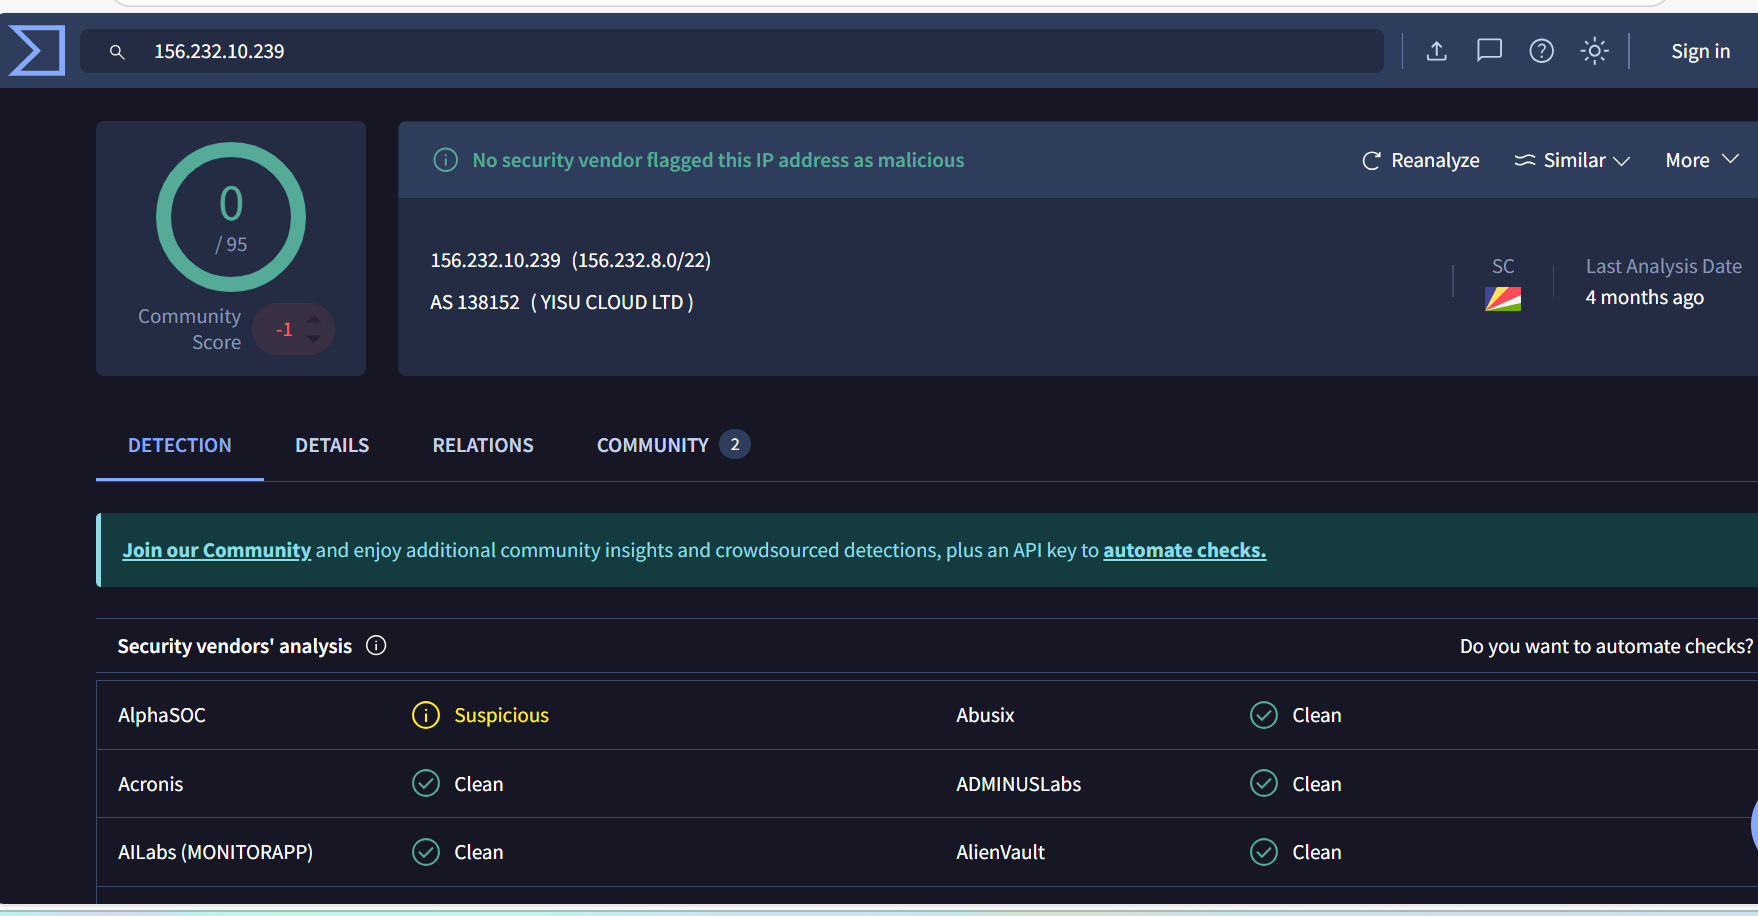 156.232.10.239
Sign in
0
/ 95
Community Score
-1
No security vendor flagged this IP address as malicious
Reanalyze
Similar
More
156.232.10.239 (156.232.8.0/22)
AS 138152 ( YISU CLOUD LTD )
SC
Last Analysis Date
4 months ago
DETECTION
DETAILS
RELATIONS
COMMUNITY 2
Join our Community and enjoy additional community insights and crowdsourced detections, plus an API key to automate checks.
Security vendors' analysis
Do you want to automate checks?
AlphaSOC
Suspicious
Abusix
Clean
Acronis
Clean
ADMINUSLabs
Clean
AILabs (MONITORAPP)
Clean
AlienVault
Clean